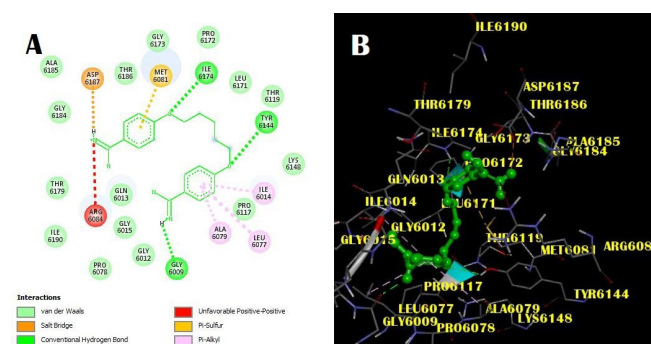 A
GLY
6173
PRO
6172
ALA
6185
ASP
6187
THR
6186
MET
6081
ILE
6174
LEU
6171
THR
6119
GLY
6184
TYR
6144
LYS
6148
THR
6179
GLN
6013
ILE
6014
ARG
6084
PRO
6117
GLY
6015
ALA
6079
LEU
6077
ILE
6190
GLY
6012
PRO
6078
GLY
6009
H
Interactions
van der Waals
Salt Bridge
Conventional Hydrogen Bond
Unfavorable Positive-Positive
Pi-Sulfur
Pi-Alkyl
B
ILE6190
ASP6187
THR6179
THR6186
ILE6174
GLY6173
ALA6185
GLY6184
PRO6172
GLN6013
ILE6014
LEU6171
GLY6012
GLY6015
THR6119
MET6081
ARG608
PRO6117
TYR6144
LEU6077
ALA6079
GLY6009
LYS6148
PRO6078